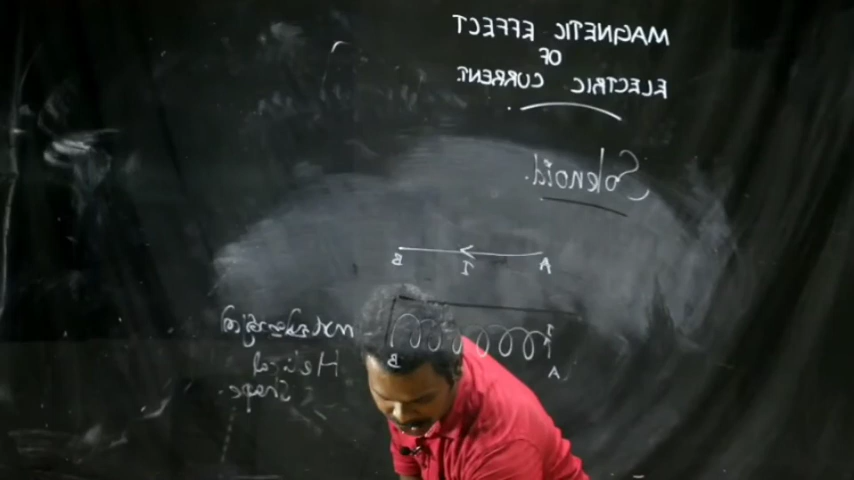 MAGNETIC EFFECT
OF
ELECTRIC CURRENT.
Solenoid.
A I B
I
A B
Helical
Shape.